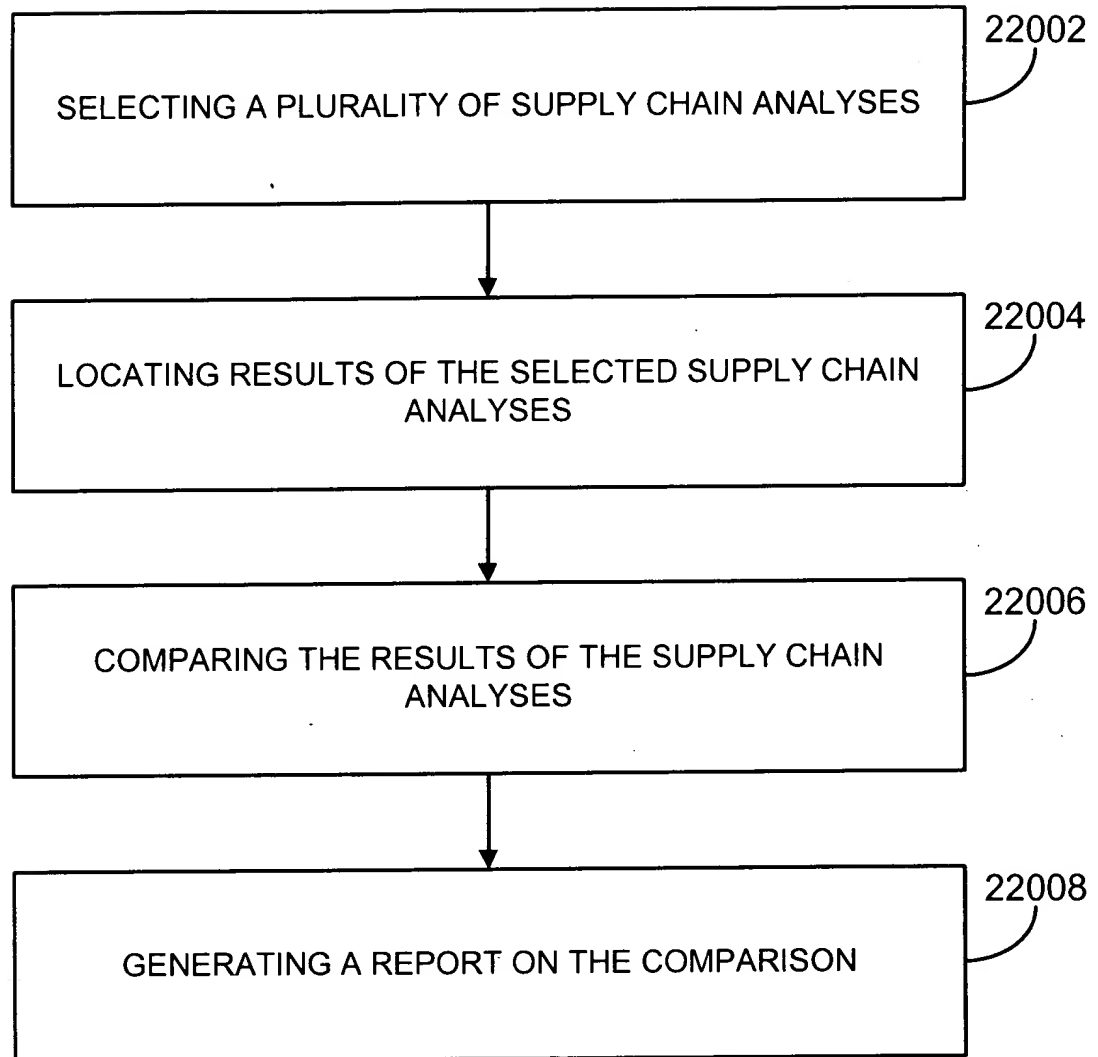 22002
SELECTING A PLURALITY OF SUPPLY CHAIN ANALYSES
22004
LOCATING RESULTS OF THE SELECTED SUPPLY CHAIN
ANALYSES
22006
COMPARING THE RESULTS OF THE SUPPLY CHAIN
ANALYSES
22008
GENERATING A REPORT ON THE COMPARISON